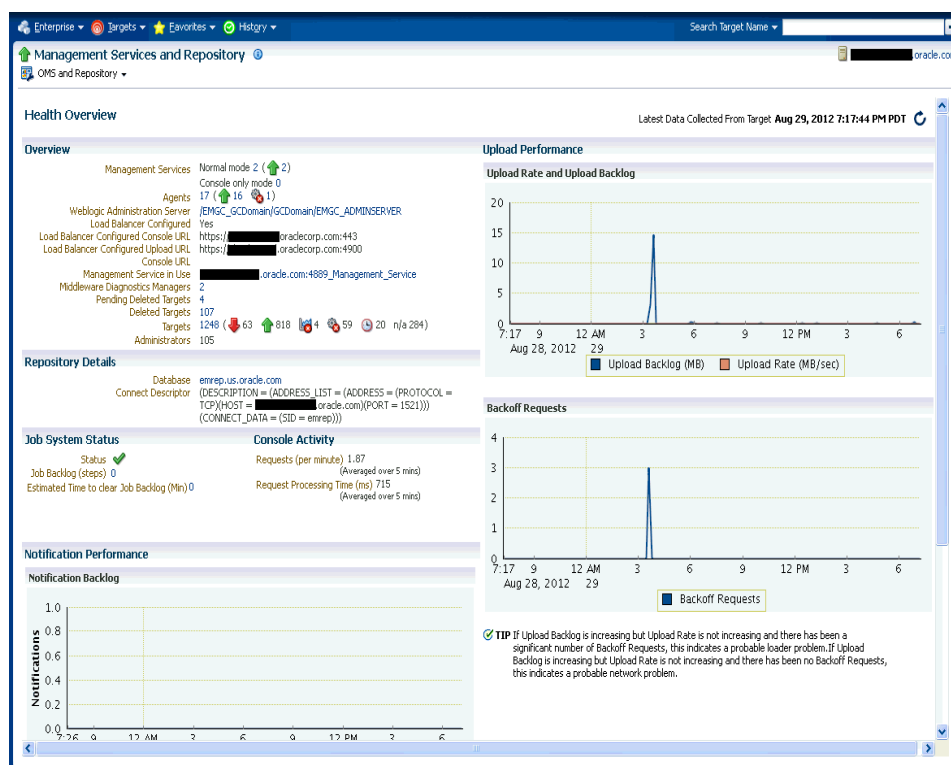 Enterprise Targets Favorites History Search Target Name
Management Services and Repository
.oracle.co
OMS and Repository
Health Overview
Latest Data Collected From Target Aug 29, 2012 7:17:44 PM PDT
Overview
Management Services Normal mode 2 ( 2)
Console only mode 0
Agents 17 ( 16 1)
Weblogic Administration Server /EMGC_GCDomain/GCDomain/EMGC_ADMINSERVER
Load Balancer Configured Yes
Load Balancer Configured Console URL https:/ oraclecorp.com:443
Load Balancer Configured Upload URL https:/ .oraclecorp.com:4900
Console URL
Management Service in Use .oracle.com:4889_Management_Service
Middleware Diagnostics Managers 2
Pending Deleted Targets 4
Deleted Targets 107
Targets 1248 ( 63 818 4 59 20 n/a 284)
Administrators 105
Repository Details
Database emrep.us.oracle.com
Connect Descriptor (DESCRIPTION = (ADDRESS_LIST = (ADDRESS = (PROTOCOL =
TCP)(HOST = .oracle.com)(PORT = 1521)))
(CONNECT_DATA = (SID = emrep)))
Job System Status
Status
Job Backlog (steps) 0
Estimated Time to clear Job Backlog (Min) 0
Console Activity
Requests (per minute) 1.87
(Averaged over 5 mins)
Request Processing Time (ms) 715
(Averaged over 5 mins)
Notification Performance
Notification Backlog
Notifications
1.0
0.8
0.6
0.4
0.2
0.0
7:26 9 12 AM 3 6 9 12 PM 3 6
Upload Performance
Upload Rate and Upload Backlog
20
15
10
5
0
7:17 9 12 AM 3 6 9 12 PM 3 6
Aug 28, 2012 29
Upload Backlog (MB) Upload Rate (MB/sec)
Backoff Requests
4
3
2
1
0
7:17 9 12 AM 3 6 9 12 PM 3 6
Aug 28, 2012 29
Backoff Requests
TIP If Upload Backlog is increasing but Upload Rate is not increasing and there has been a
significant number of Backoff Requests, this indicates a probable loader problem.If Upload
Backlog is increasing but Upload Rate is not increasing and there has been no Backoff Requests,
this indicates a probable network problem.